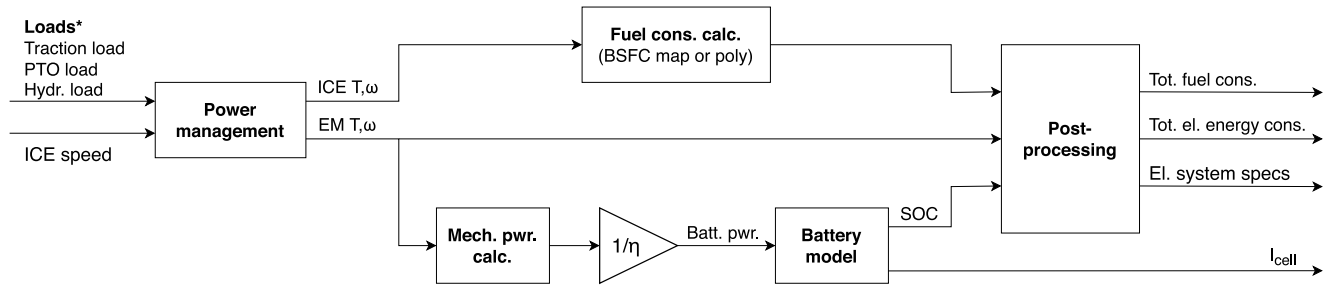 Loads*
Traction load
PTO load
Hydr. load
ICE speed
Power
management
ICE T,ω
EM T,ω
Fuel cons. calc.
(BSFC map or poly)
Mech. pwr.
calc.
1/η
Batt. pwr.
Battery
model
SOC
Post-
processing
Tot. fuel cons.
Tot. el. energy cons.
El. system specs
I_cell